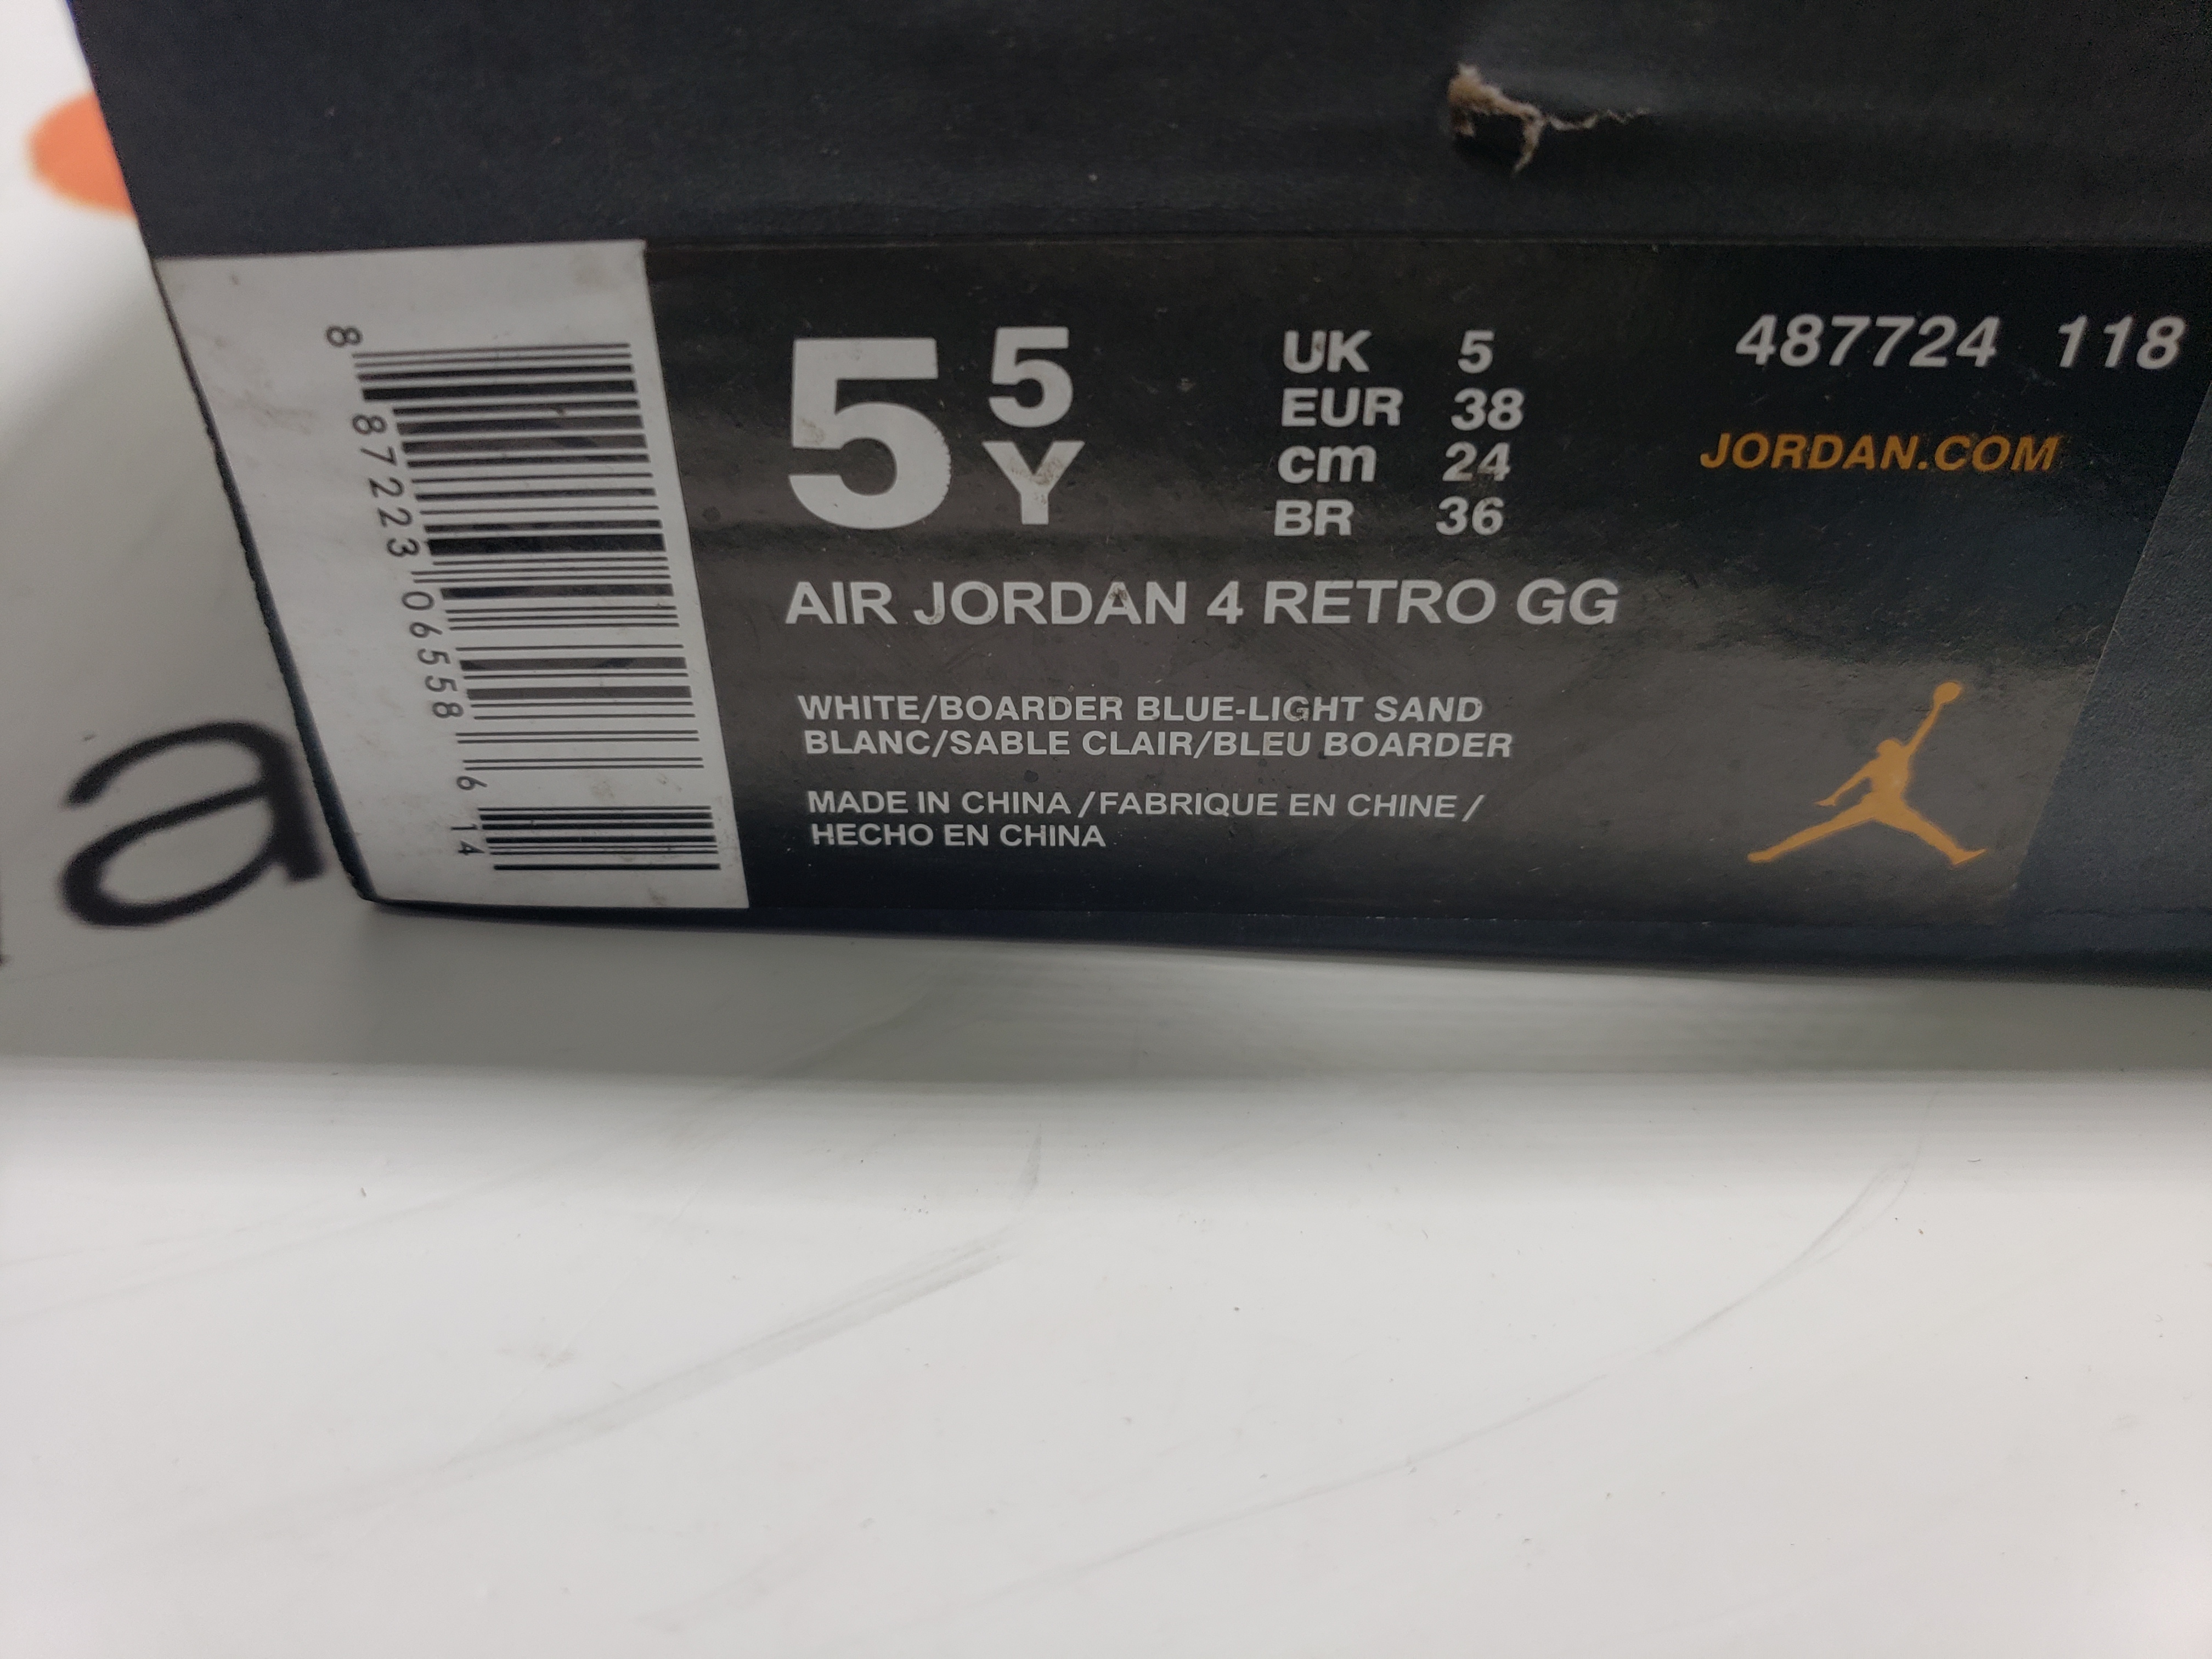 8 87223 06558 6 14
5 5 Y
UK 5
EUR 38
cm 24
BR 36
487724 118
JORDAN.COM
AIR JORDAN 4 RETRO GG
WHITE/BOARDER BLUE-LIGHT SAND
BLANC/SABLE CLAIR/BLEU BOARDER
MADE IN CHINA /FABRIQUE EN CHINE /
HECHO EN CHINA
a